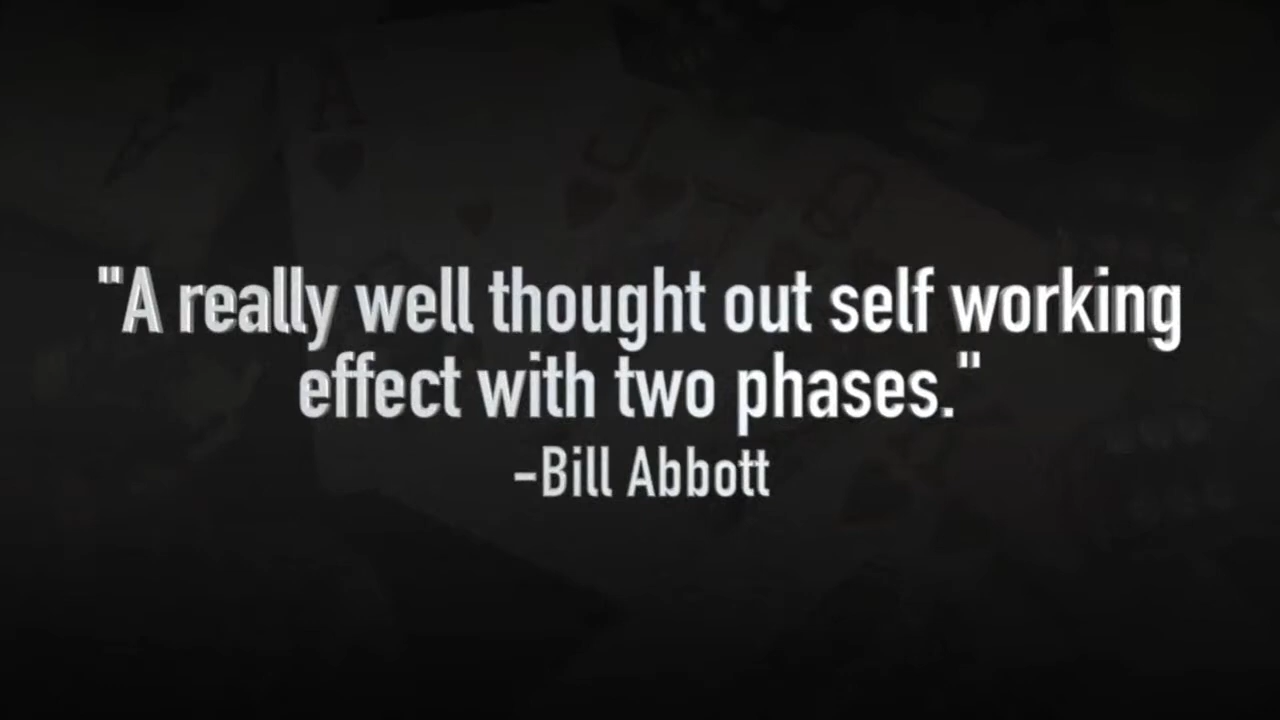 "A really well thought out self working
effect with two phases."
-Bill Abbott